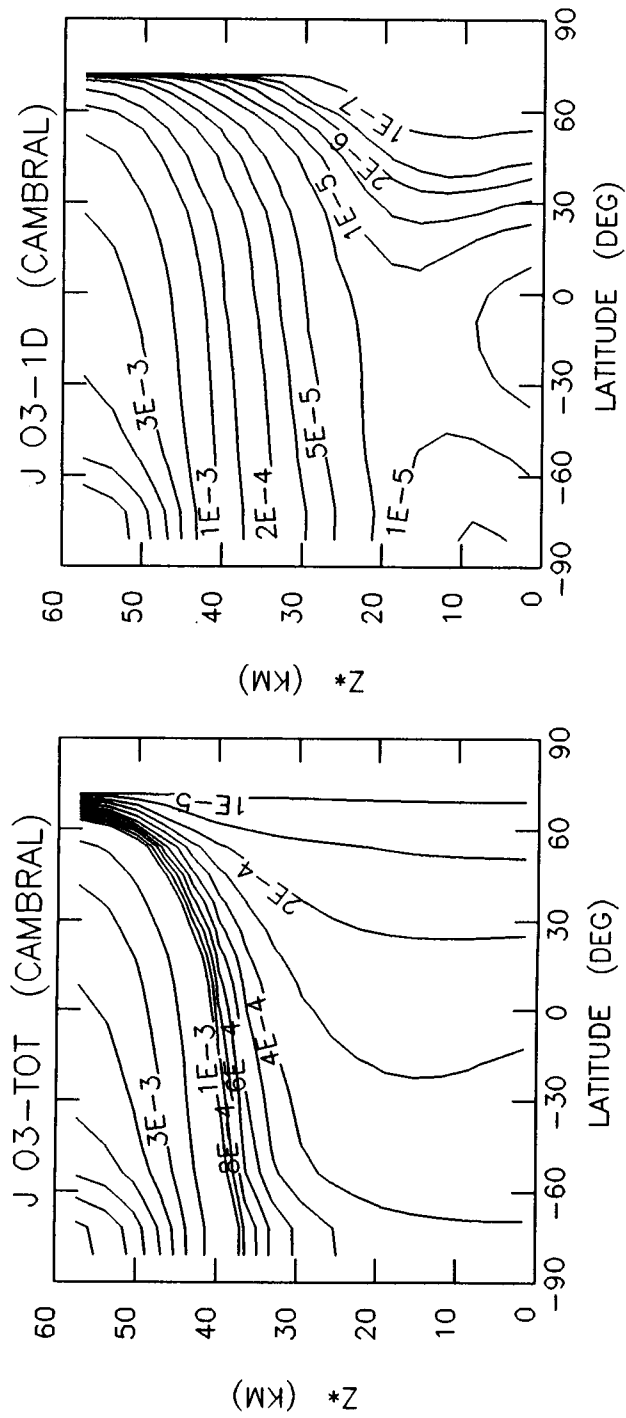 J O3-TOT (CAMBRAL)
60
50
40
30
20
10
0
Z* (KM)
3E-3
1E-3
8E-4
6E-4
4E-4
2E-4
1E-5
-90
-60
-30
0
30
60
90
LATITUDE (DEG)
J O3-1D (CAMBRAL)
60
50
40
30
20
10
0
Z* (KM)
3E-3
1E-3
2E-4
5E-5
1E-5
1E-5
2E-6
1E-7
-90
-60
-30
0
30
60
90
LATITUDE (DEG)